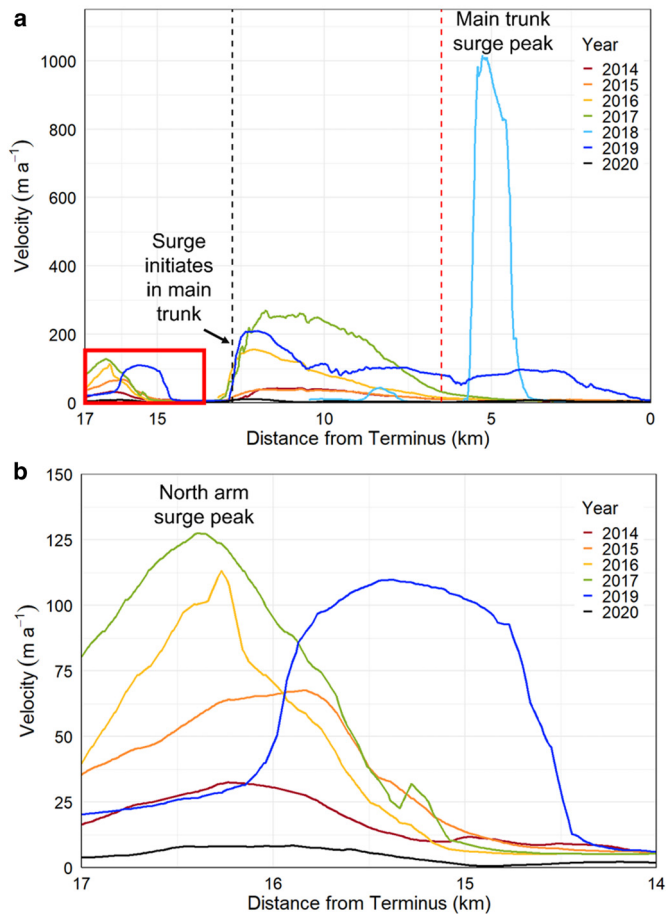 a
Main trunk
surge peak
Year
2014
2015
2016
2017
2018
2019
2020
Surge
initiates
in main
trunk
Velocity (m a⁻¹)
1000
800
600
400
200
0
17
15
10
5
0
Distance from Terminus (km)
b
North arm
surge peak
Year
2014
2015
2016
2017
2019
2020
Velocity (m a⁻¹)
150
125
100
75
50
25
0
17
16
15
14
Distance from Terminus (km)